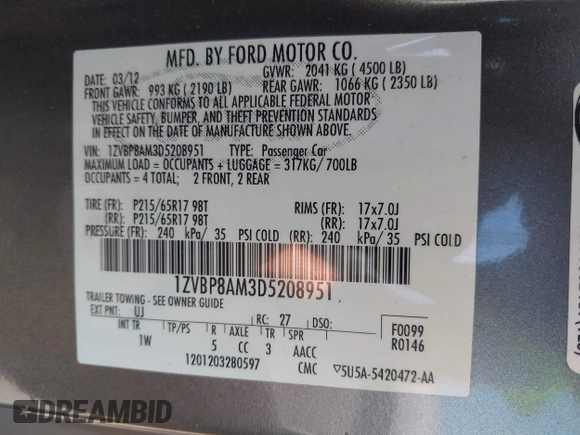 MFD. BY FORD MOTOR CO.
DATE: 03/12 GVWR: 2041 KG ( 4500 LB)
FRONT GAWR: 993 KG ( 2190 LB) REAR GAWR: 1066 KG ( 2350 LB)
THIS VEHICLE CONFORMS TO ALL APPLICABLE FEDERAL MOTOR
VEHICLE SAFETY, BUMPER, AND THEFT PREVENTION STANDARDS
IN EFFECT ON THE DATE OF MANUFACTURE SHOWN ABOVE.
VIN: 1ZVBP8AM3D5208951 TYPE: Passenger Car
MAXIMUM LOAD = OCCUPANTS + LUGGAGE = 317KG/ 700LB
OCCUPANTS = 4 TOTAL; 2 FRONT, 2 REAR
TIRE (FR): P215/65R17 98T RIMS (FR): 17x7.0J
(RR): P215/65R17 98T (RR): 17x7.0J
PRESSURE (FR): 240 kPa/ 35 PSI COLD (RR): 240 kPa/ 35 PSI COLD
1ZVBP8AM3D5208951
TRAILER TOWING - SEE OWNER GUIDE
EXT PNT: UJ RC: 27 DSO:
INT TR TP/PS R AXLE TR SPR F0099
1W 5 CC 3 AACC R0146
1201203280597 CMC 5U5A-5420472-AA
DREAMBID